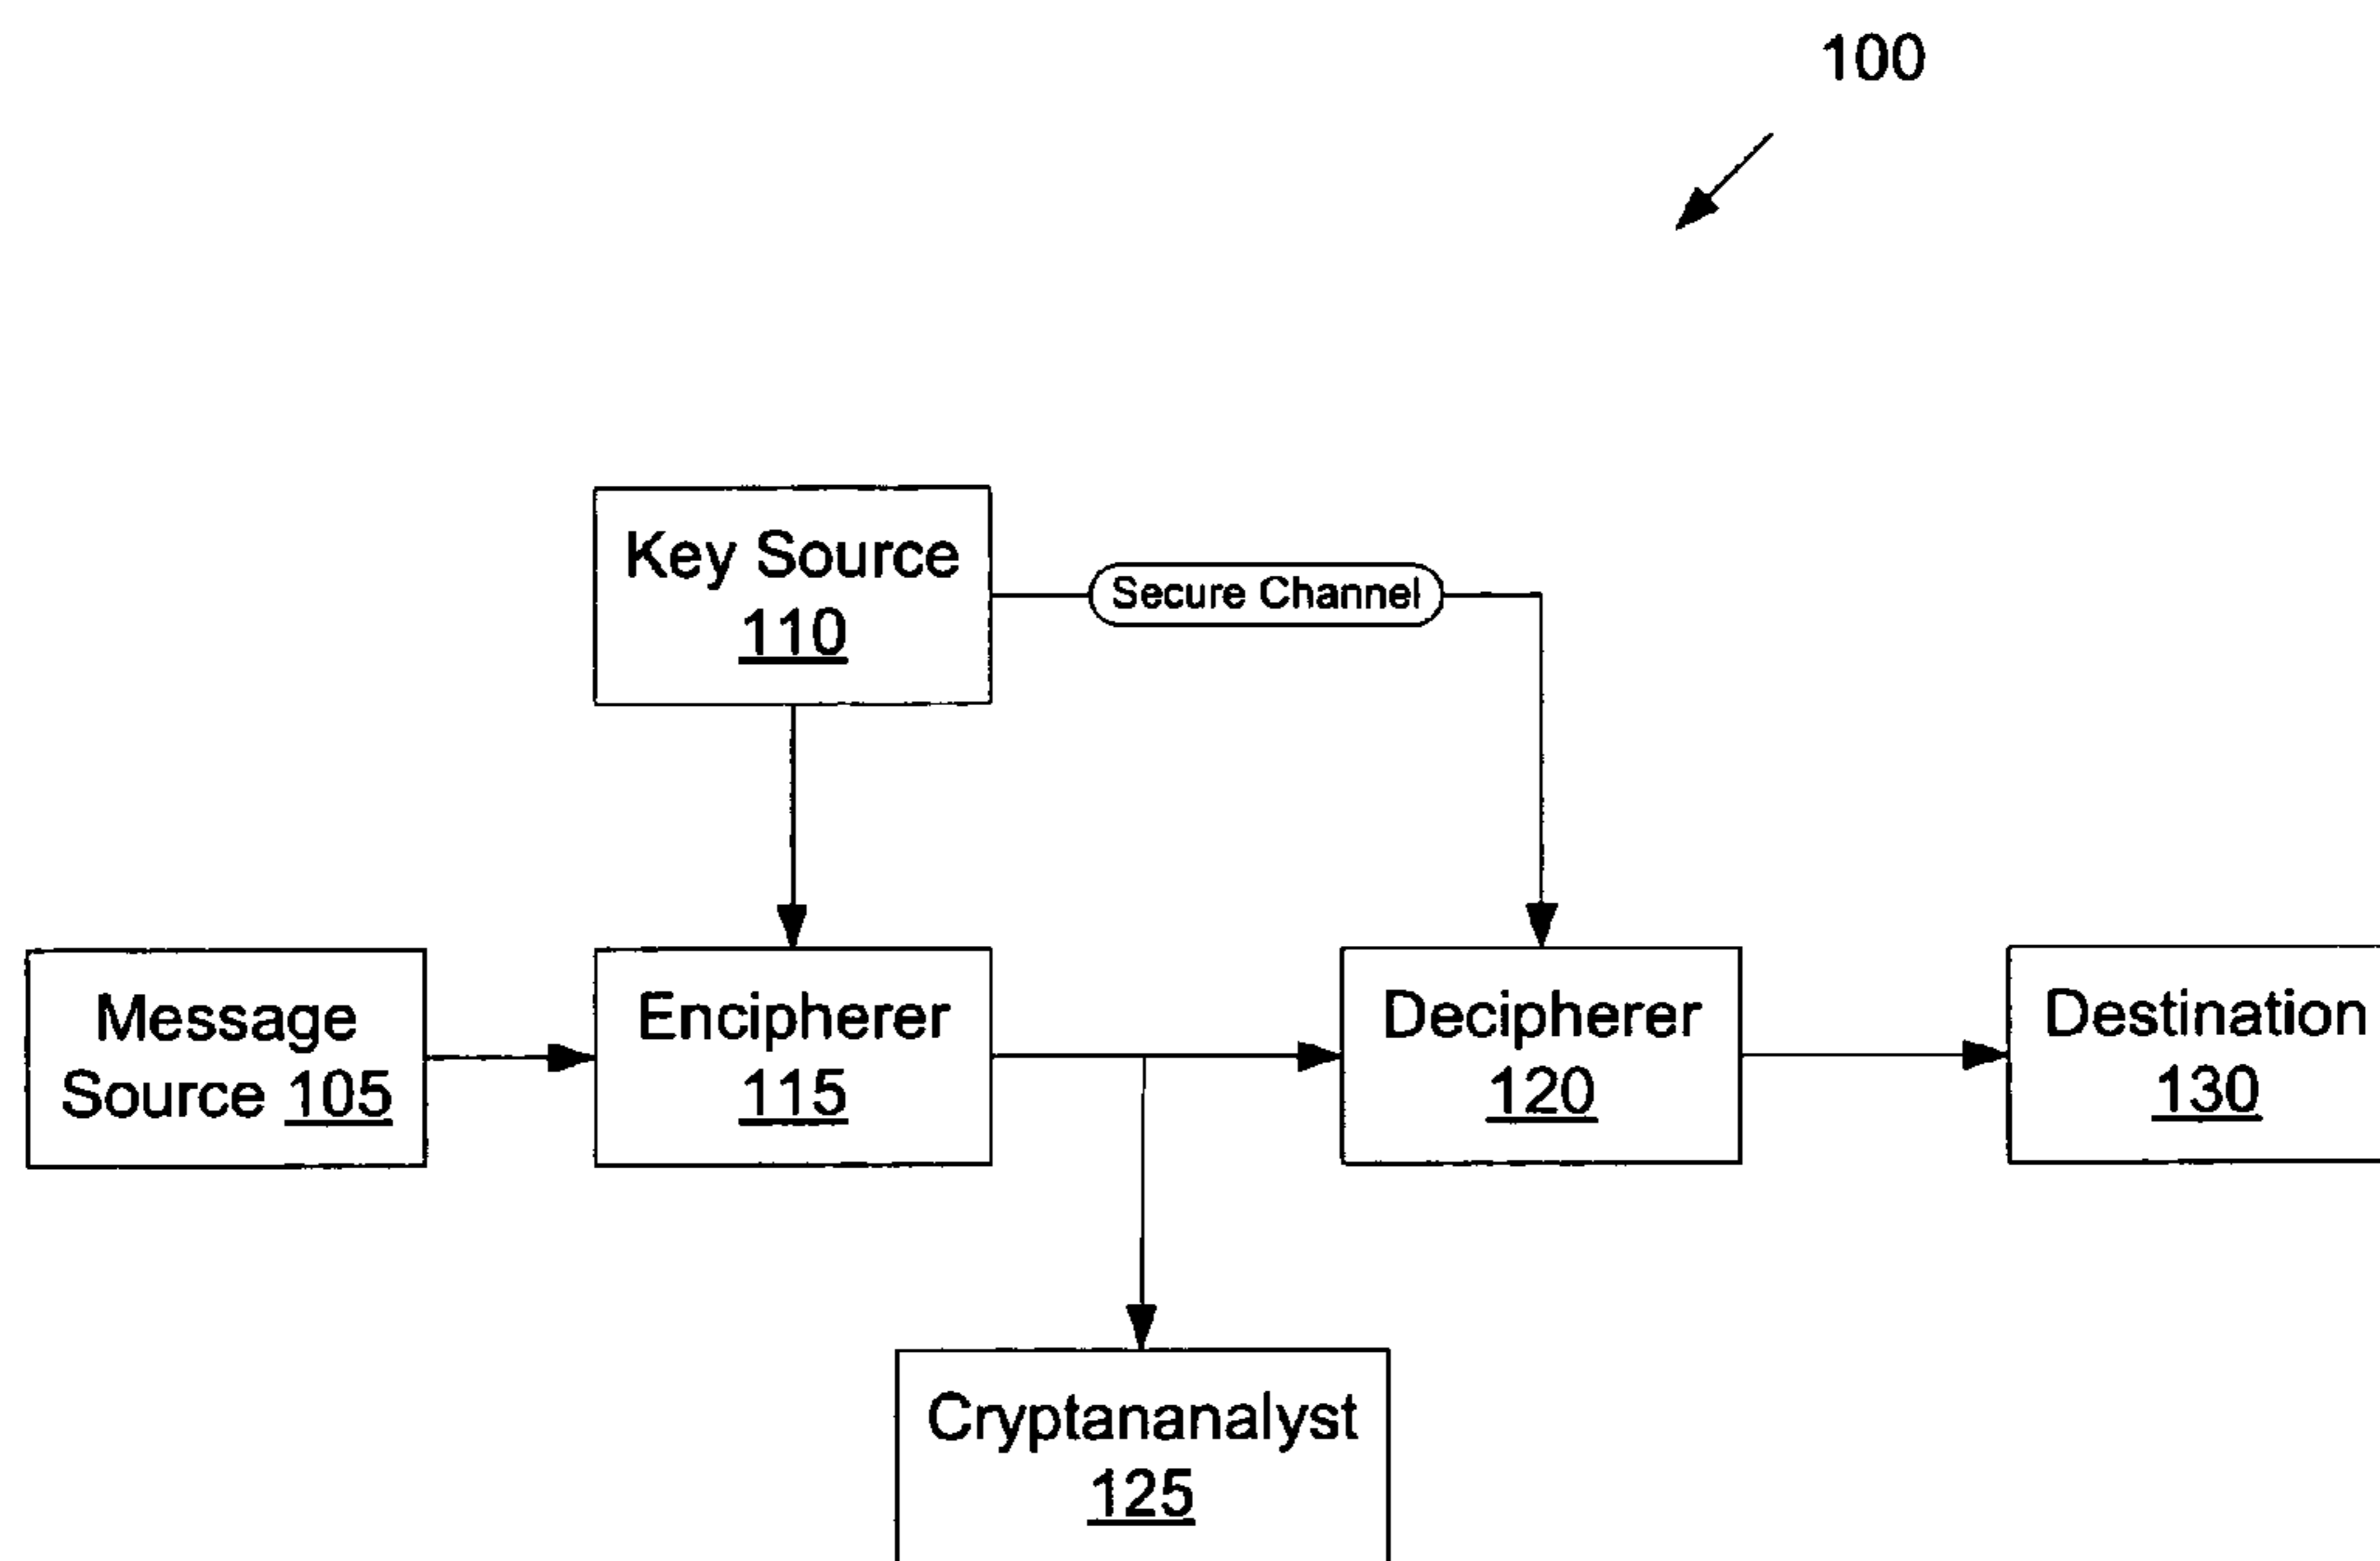 100
Key Source
110
Secure Channel
Message
Source 105
Encipherer
115
Decipherer
120
Destination
130
Cryptananalyst
125